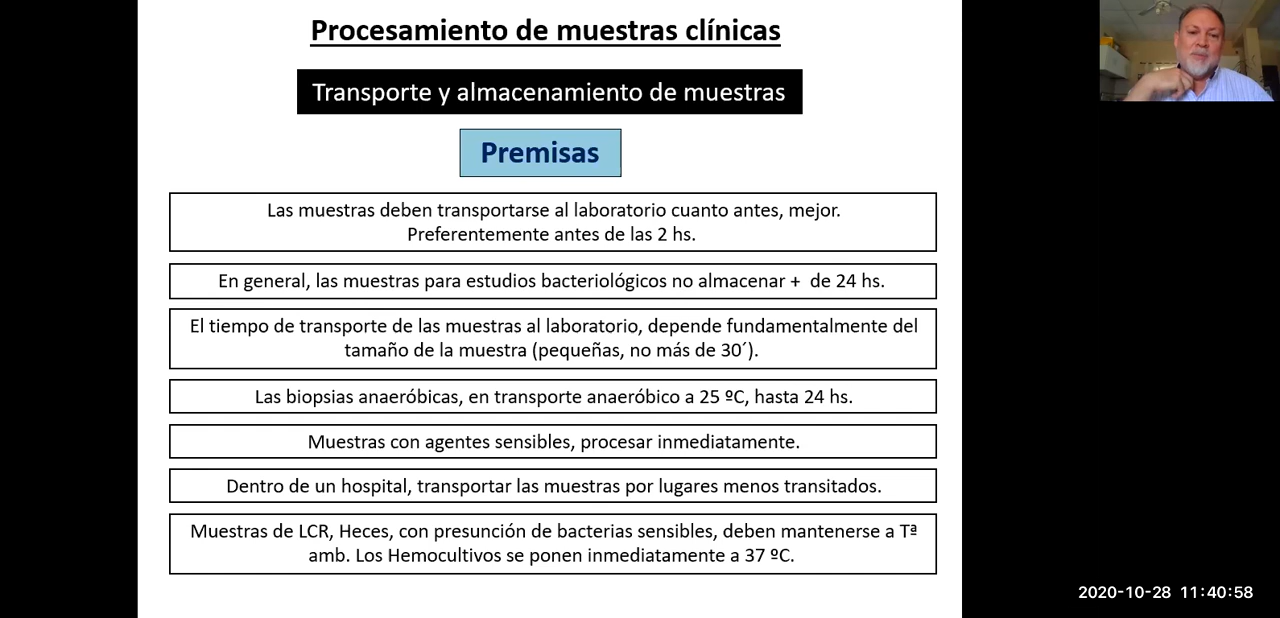 Procesamiento de muestras clínicas
Transporte y almacenamiento de muestras
Premisas
Las muestras deben transportarse al laboratorio cuanto antes, mejor.
Preferentemente antes de las 2 hs.
En general, las muestras para estudios bacteriológicos no almacenar + de 24 hs.
El tiempo de transporte de las muestras al laboratorio, depende fundamentalmente del
tamaño de la muestra (pequeñas, no más de 30´).
Las biopsias anaeróbicas, en transporte anaeróbico a 25 ºC, hasta 24 hs.
Muestras con agentes sensibles, procesar inmediatamente.
Dentro de un hospital, transportar las muestras por lugares menos transitados.
Muestras de LCR, Heces, con presunción de bacterias sensibles, deben mantenerse a Tª
amb. Los Hemocultivos se ponen inmediatamente a 37 ºC.
2020-10-28 11:40:58